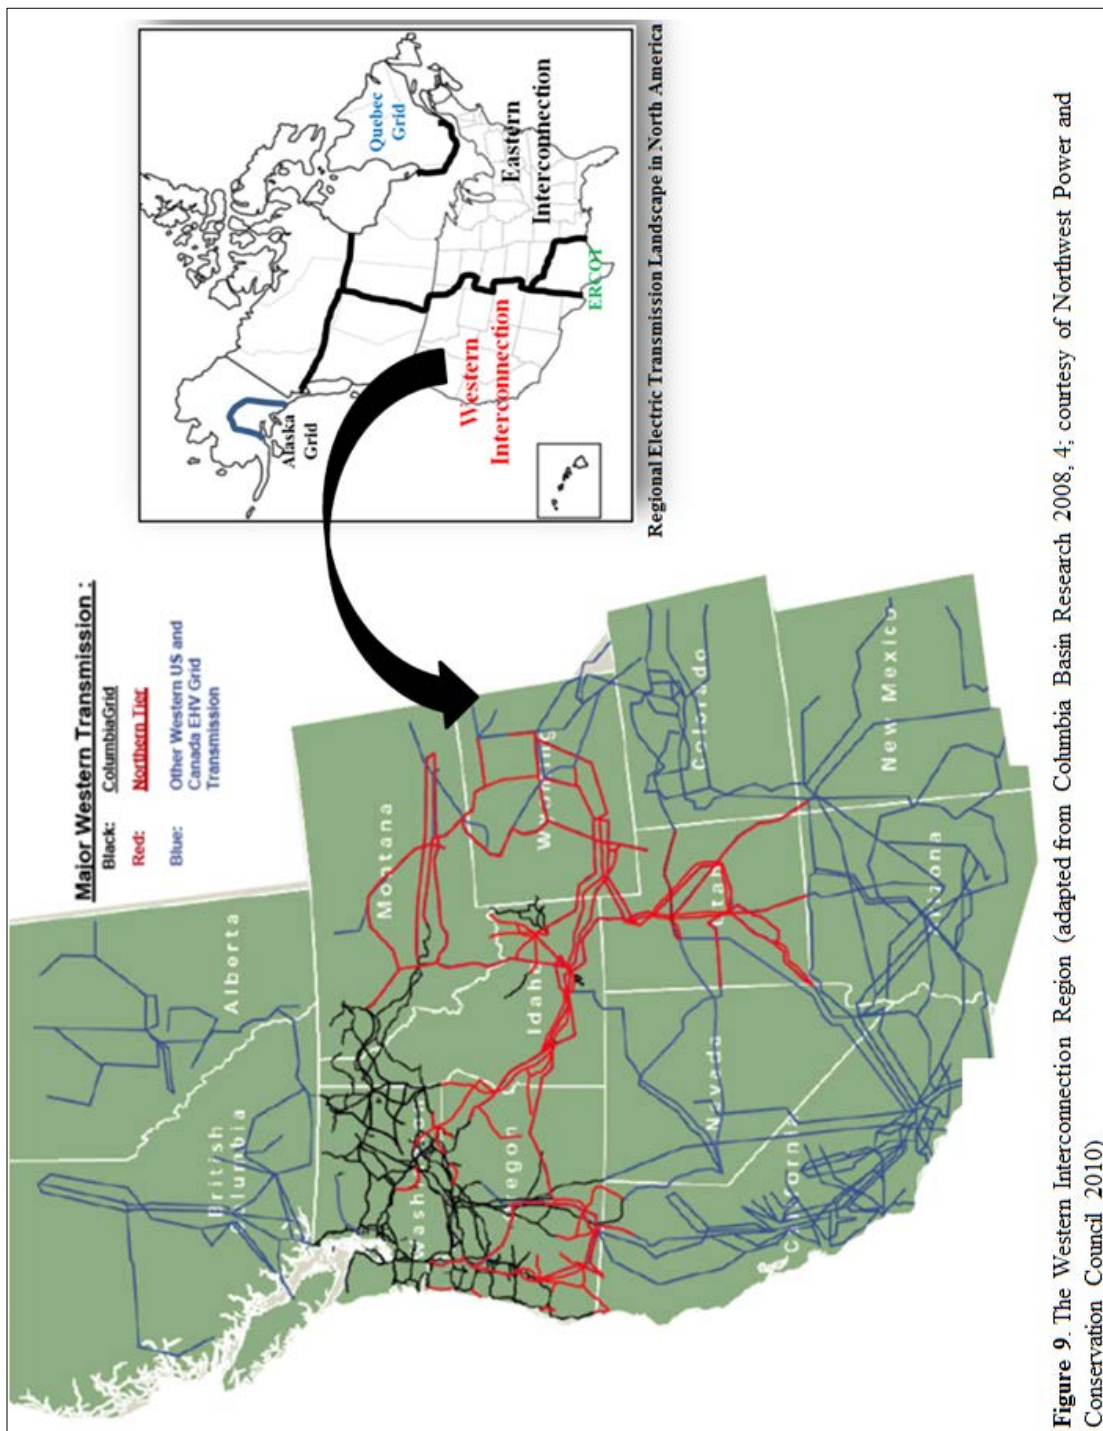 Major Western Transmission :
Black: ColumbiaGrid
Red: Northern Tier
Blue: Other Western US and
Canada EHV Grid
Transmission
British
Columbia
Alberta
Washington
Montana
Oregon
Idaho
Wyoming
Nevada
Utah
Colorado
California
Arizona
New Mexico
Alaska
Grid
Quebec
Grid
Western
Interconnection
Eastern
Interconnection
ERCOT
Regional Electric Transmission Landscape in North America
Figure 9. The Western Interconnection Region (adapted from Columbia Basin Research 2008, 4; courtesy of Northwest Power and
Conservation Council 2010)